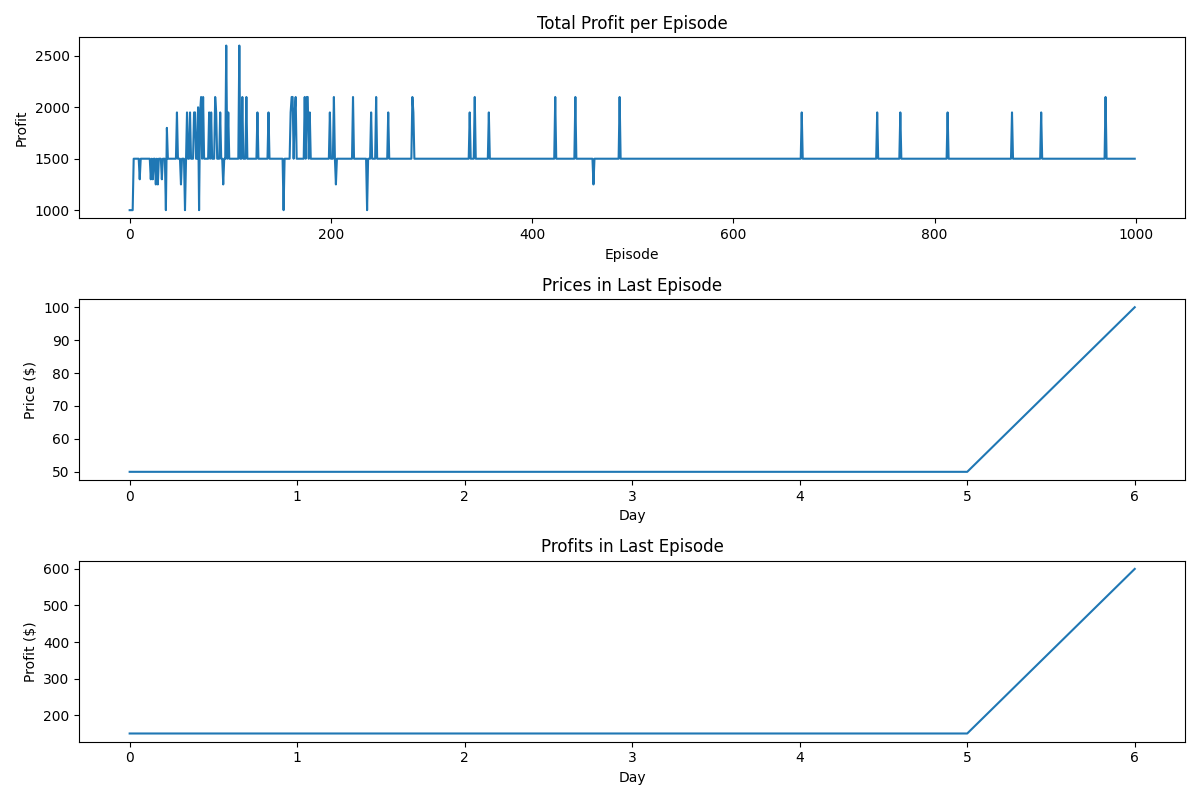 Total Profit per Episode
2500
2000
1500
1000
Profit
0 200 400 600 800 1000
Episode
Prices in Last Episode
100
90
80
70
60
50
Price ($)
0 1 2 3 4 5 6
Day
Profits in Last Episode
600
500
400
300
200
Profit ($)
0 1 2 3 4 5 6
Day